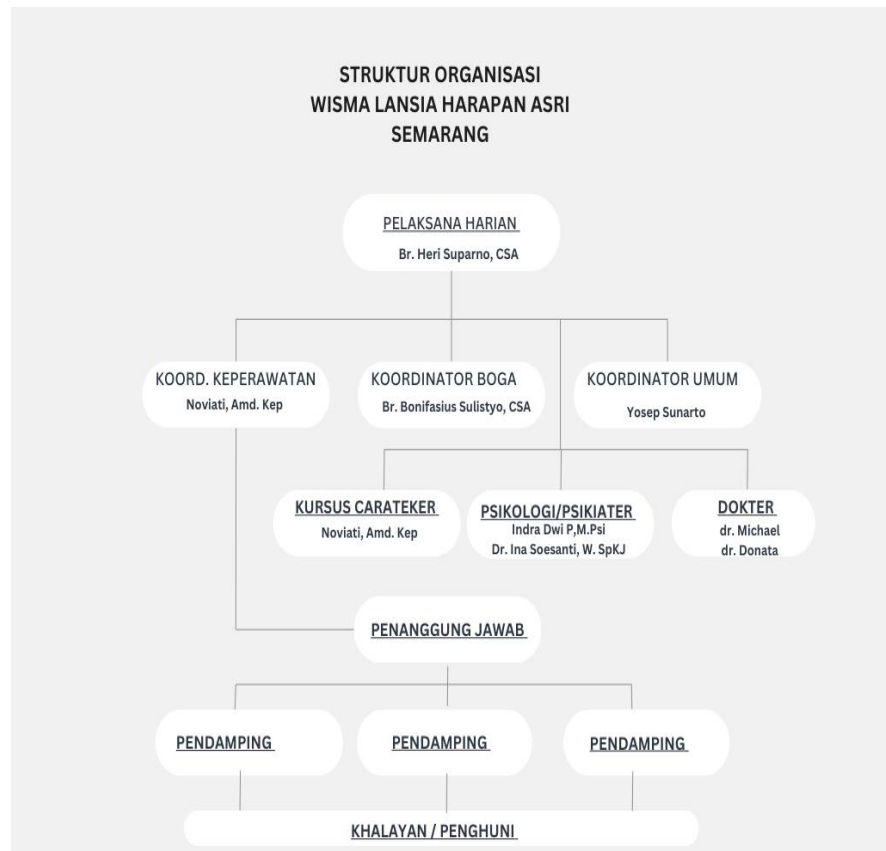 STRUKTUR ORGANISASI
WISMA LANSIA HARAPAN ASRI
SEMARANG
PELAKSANA HARIAN
Br. Heri Suparno, CSA
KOORD. KEPERAWATAN
Noviati, Amd. Kep
KOORDINATOR BOGA
Br. Bonifasius Sulistyo, CSA
KOORDINATOR UMUM
Yosep Sunarto
KURSUS CARATEKER
Noviati, Amd. Kep
PSIKOLOGI/PSIKIATER
Indra Dwi P,M.Psi
Dr. Ina Soesanti, W. SpKJ
DOKTER
dr. Michael
dr. Donata
PENANGGUNG JAWAB
PENDAMPING
PENDAMPING
PENDAMPING
KHALAYAN / PENGHUNI